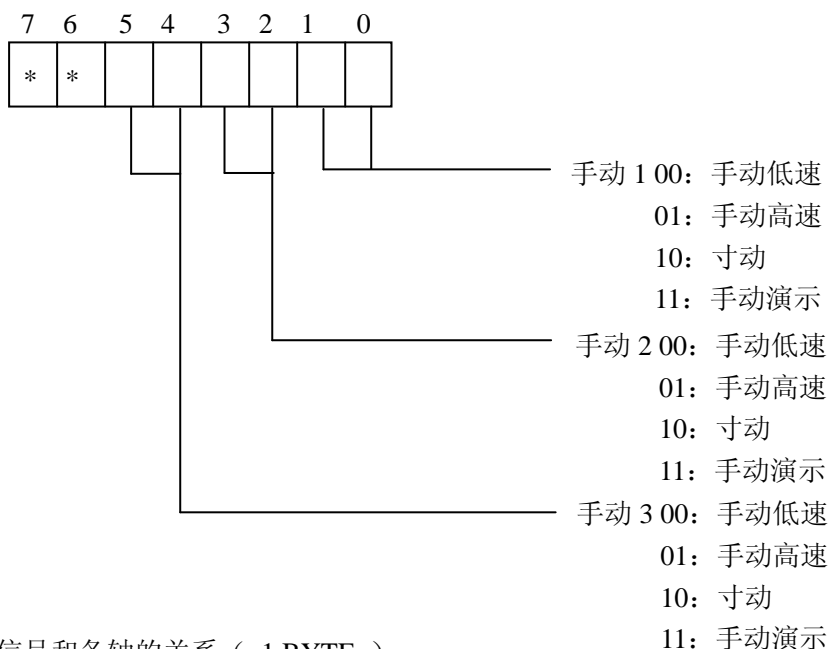 7 6 5 4 3 2 1 0
* *
手动 1 00：手动低速
01：手动高速
10：寸动
11：手动演示
手动 2 00：手动低速
01：手动高速
10：寸动
11：手动演示
手动 3 00：手动低速
01：手动高速
10：寸动
11：手动演示
信号和各轴的关系（ 1 BYTE ）